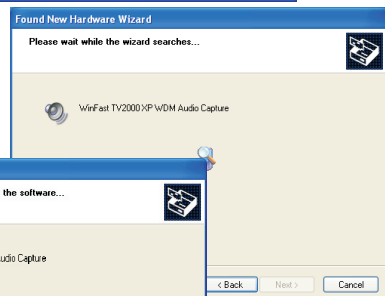 Found New Hardware Wizard
Please wait while the wizard searches...
WinFast TV2000 XP WDM Audio Capture
the software...
Audio Capture
< Back
Next >
Cancel